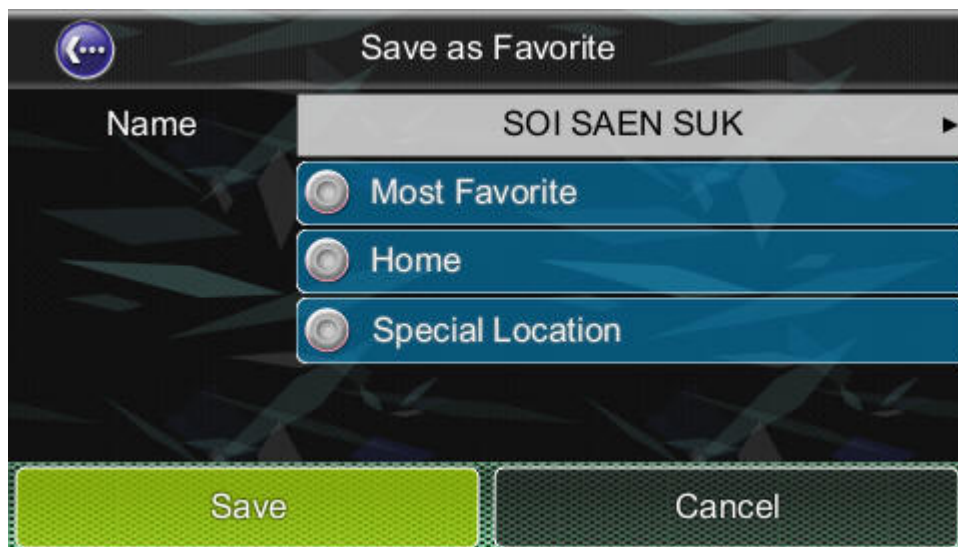 Save as Favorite
Name SOI SAEN SUK
Most Favorite
Home
Special Location
Save Cancel